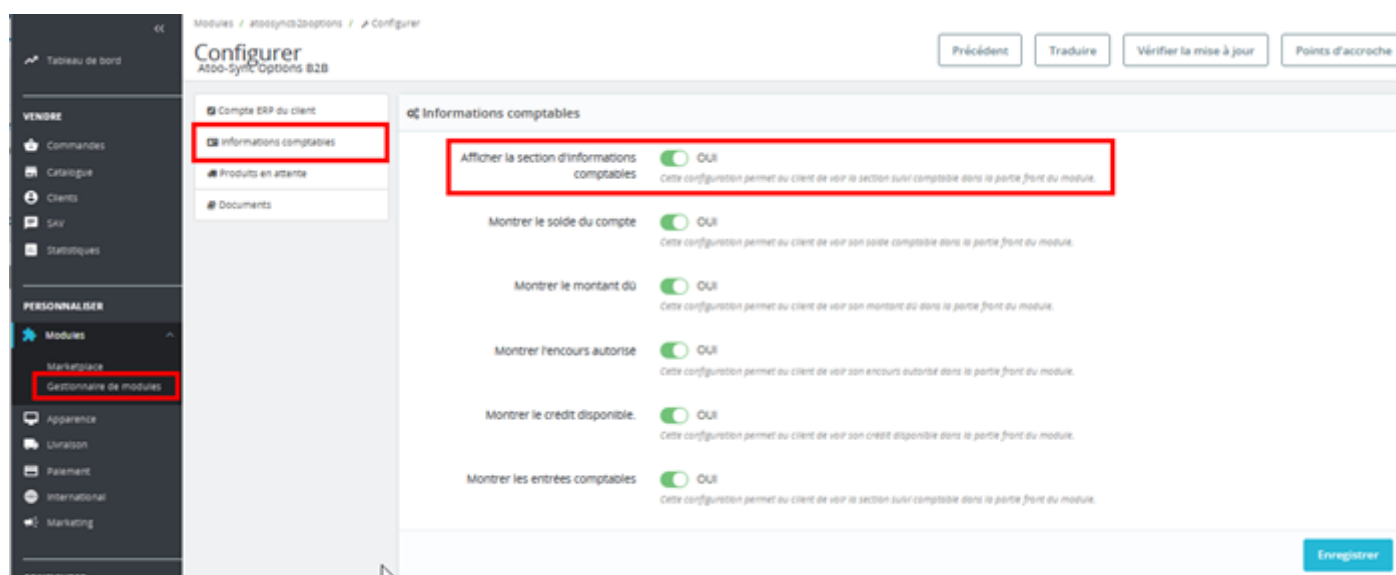 «
Modules / atoosyncb2boptions / Configurer
Configurer
Atoo-Sync Options B2B
Précédent
Traduire
Vérifier la mise à jour
Points d'accroche
Tableau de bord
VENDRE
Commandes
Catalogue
Clients
SAV
Statistiques
PERSONNALISER
Modules
Marketplace
Gestionnaire de modules
Apparence
Livraison
Paiement
International
Marketing
Compte ERP du client
Informations comptables
Produits en attente
Documents
Informations comptables
Afficher la section d'informations
comptables
OUI
Cette configuration permet au client de voir la section suivi comptable dans la partie front du module.
Montrer le solde du compte
OUI
Cette configuration permet au client de voir son solde comptable dans la partie front du module.
Montrer le montant dû
OUI
Cette configuration permet au client de voir son montant dû dans la partie front du module.
Montrer l'encours autorisé
OUI
Cette configuration permet au client de voir son encours autorisé dans la partie front du module.
Montrer le crédit disponible.
OUI
Cette configuration permet au client de voir son crédit disponible dans la partie front du module.
Montrer les entrées comptables
OUI
Cette configuration permet au client de voir la section suivi comptable dans la partie front du module.
Enregistrer